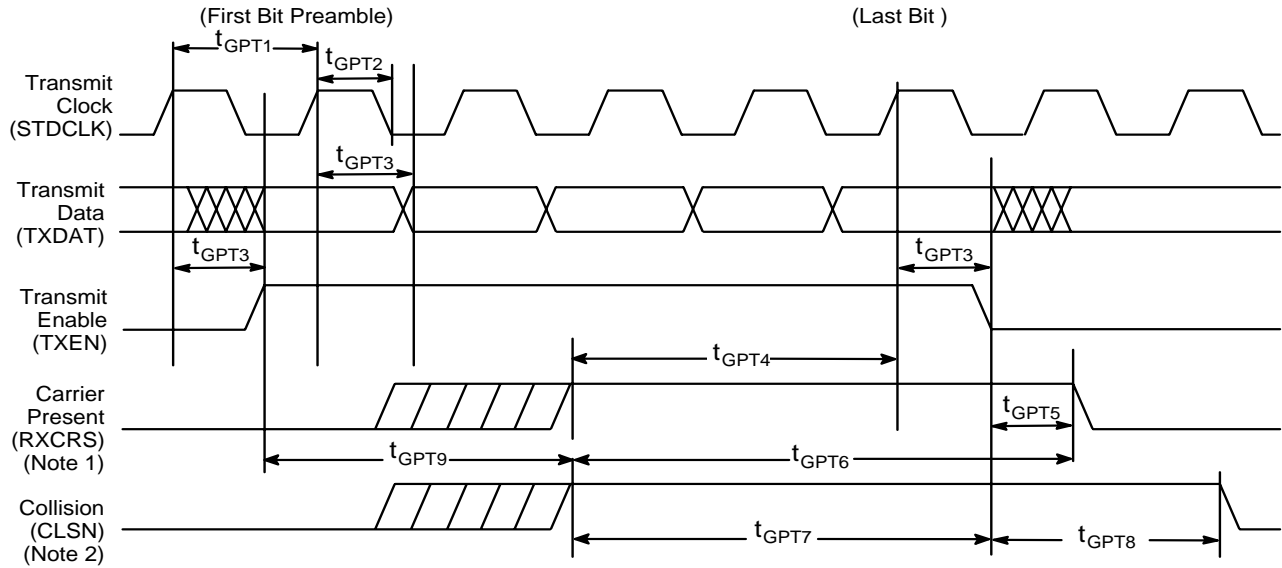 (First Bit Preamble)
(Last Bit )
tGPT1
tGPT2
Transmit
Clock
(STDCLK)
tGPT3
Transmit
Data
(TXDAT)
tGPT3
tGPT3
Transmit
Enable
(TXEN)
tGPT4
Carrier
Present
(RXCRS)
(Note 1)
tGPT5
tGPT9
tGPT6
Collision
(CLSN)
(Note 2)
tGPT7
tGPT8